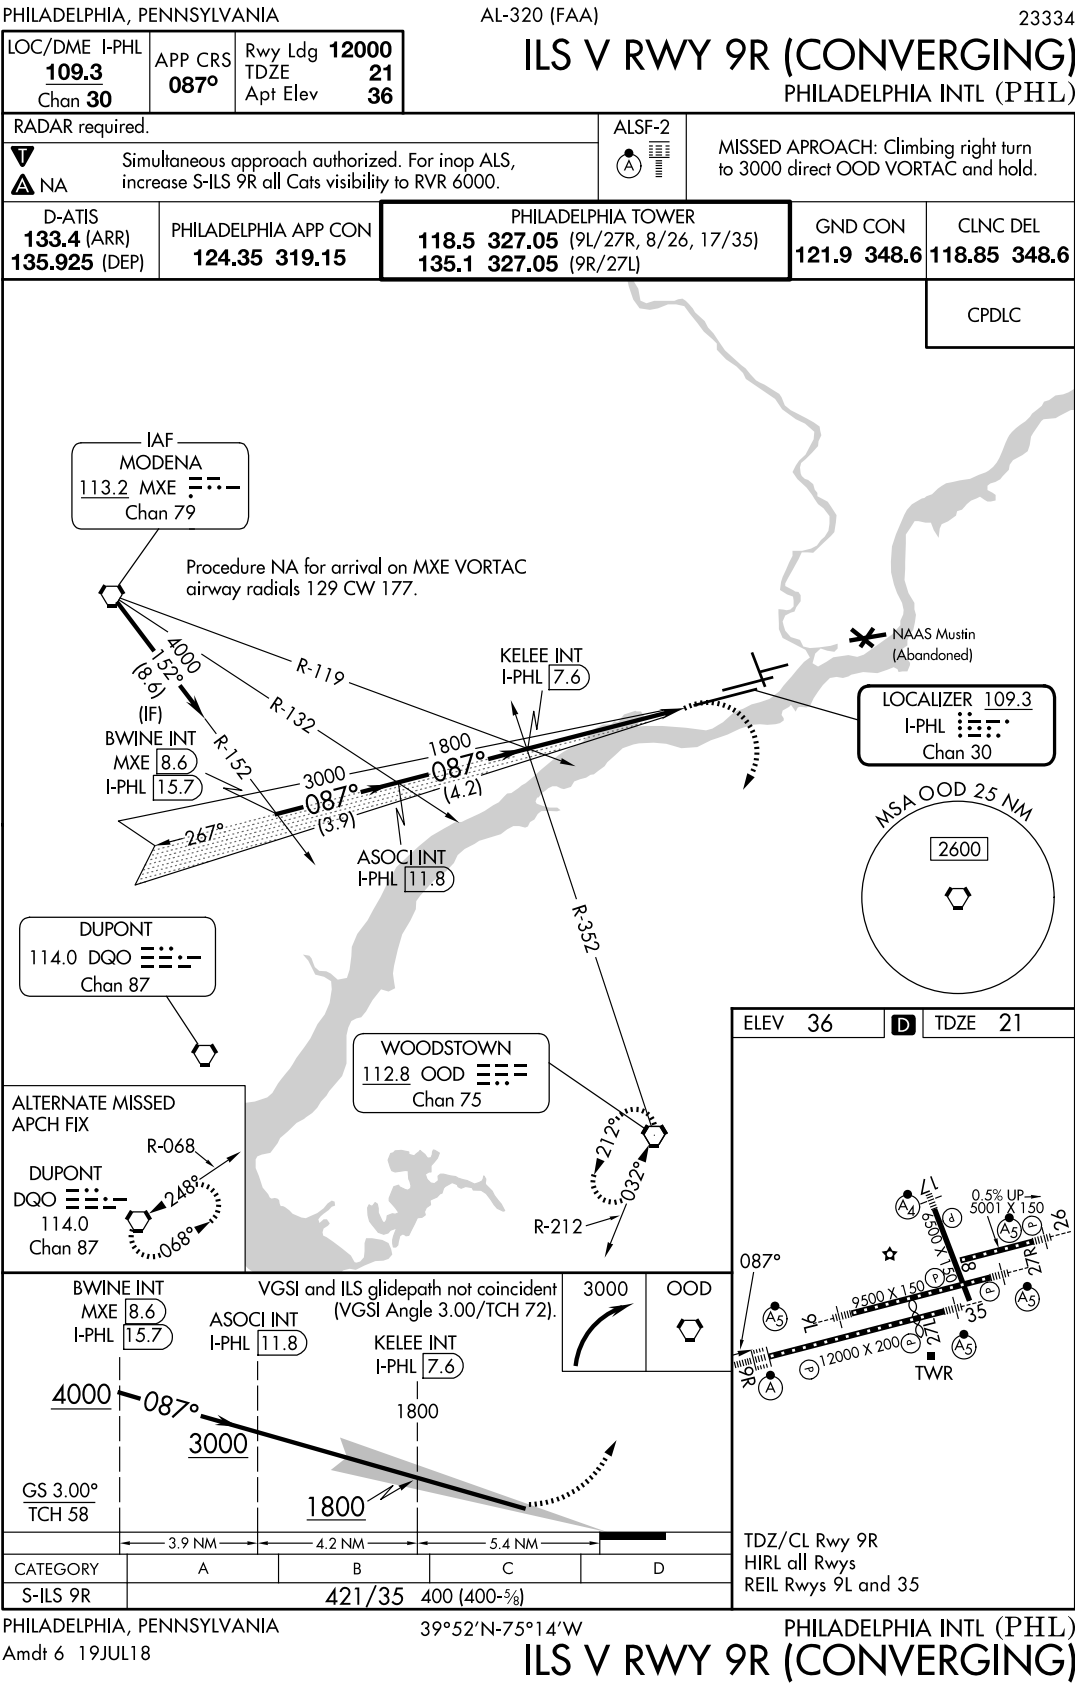 PHILADELPHIA, PENNSYLVANIA
AL-320 (FAA)
23334
LOC/DME I-PHL
109.3
Chan 30
APP CRS
087°
Rwy Ldg 12000
TDZE 21
Apt Elev 36
ILS V RWY 9R (CONVERGING)
PHILADELPHIA INTL (PHL)
RADAR required.
T
A NA
Simultaneous approach authorized. For inop ALS,
increase S-ILS 9R all Cats visibility to RVR 6000.
ALSF-2
A
MISSED APROACH: Climbing right turn
to 3000 direct OOD VORTAC and hold.
D-ATIS
133.4 (ARR)
135.925 (DEP)
PHILADELPHIA APP CON
124.35 319.15
PHILADELPHIA TOWER
118.5 327.05 (9L/27R, 8/26, 17/35)
135.1 327.05 (9R/27L)
GND CON
121.9 348.6
CLNC DEL
118.85 348.6
CPDLC
IAF
MODENA
113.2 MXE
Chan 79
Procedure NA for arrival on MXE VORTAC
airway radials 129 CW 177.
4000
152°
(8.6)
(IF)
R-119
R-132
R-152
BWINE INT
MXE 8.6
I-PHL 15.7
KELEE INT
I-PHL 7.6
NAAS Mustin
(Abandoned)
LOCALIZER 109.3
I-PHL
Chan 30
1800
087°
(4.2)
3000
087°
(3.9)
267°
ASOCI INT
I-PHL 11.8
MSA OOD 25 NM
2600
R-352
DUPONT
114.0 DQO
Chan 87
WOODSTOWN
112.8 OOD
Chan 75
212°
032°
R-212
ALTERNATE MISSED
APCH FIX
R-068
DUPONT
DQO
114.0
Chan 87
248°
068°
ELEV 36
D
TDZE 21
17
A4
P
6500 X 150
0.5% UP
5001 X 150
A5
P
26
8
27R
087°
9500 X 150
P
P
A5
9L
A5
35
27L
P
A5
12000 X 200
P
9R
A
TWR
TDZ/CL Rwy 9R
HIRL all Rwys
REIL Rwys 9L and 35
BWINE INT
MXE 8.6
I-PHL 15.7
VGSI and ILS glidepath not coincident
(VGSI Angle 3.00/TCH 72).
ASOCI INT
I-PHL 11.8
KELEE INT
I-PHL 7.6
3000
OOD
4000
087°
3000
1800
1800
GS 3.00°
TCH 58
3.9 NM
4.2 NM
5.4 NM
CATEGORY A B C D
S-ILS 9R 421/35 400 (400-⅝)
PHILADELPHIA, PENNSYLVANIA
Amdt 6 19JUL18
39°52'N-75°14'W
PHILADELPHIA INTL (PHL)
ILS V RWY 9R (CONVERGING)